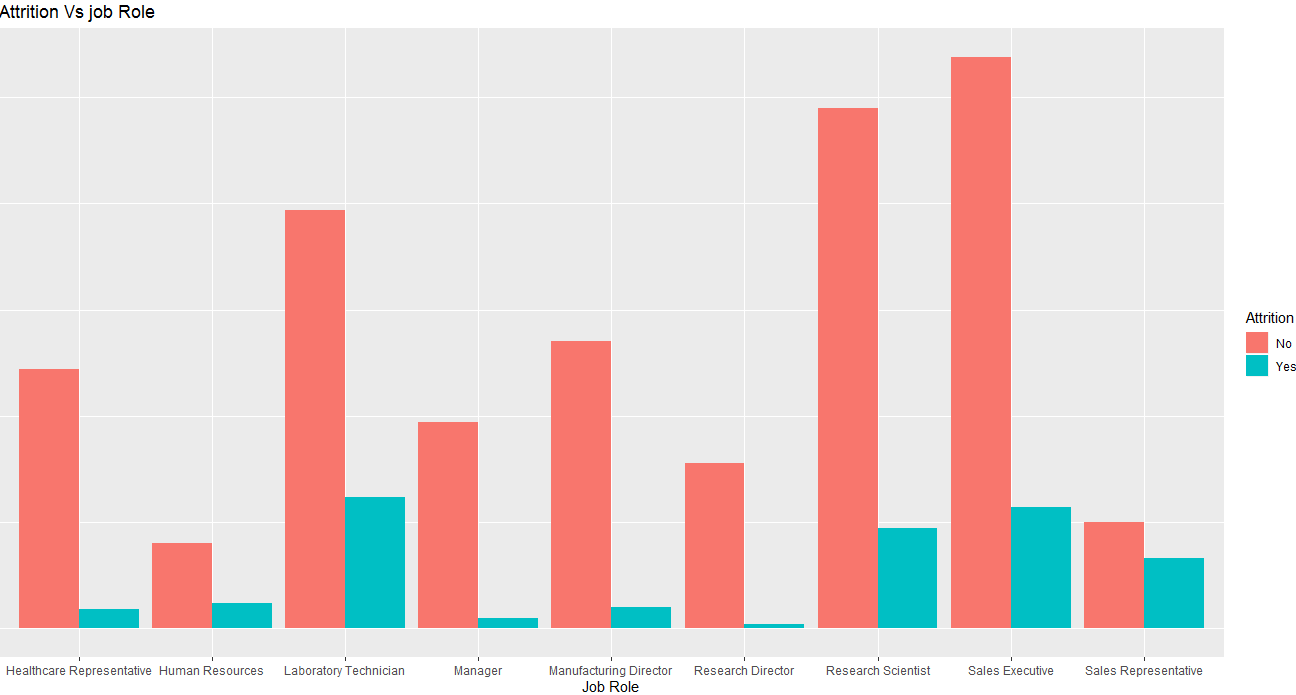 Attrition Vs job Role
Attrition
No
Yes
Healthcare Representative Human Resources Laboratory Technician Manager Manufacturing Director Research Director Research Scientist Sales Executive Sales Representative
Job Role